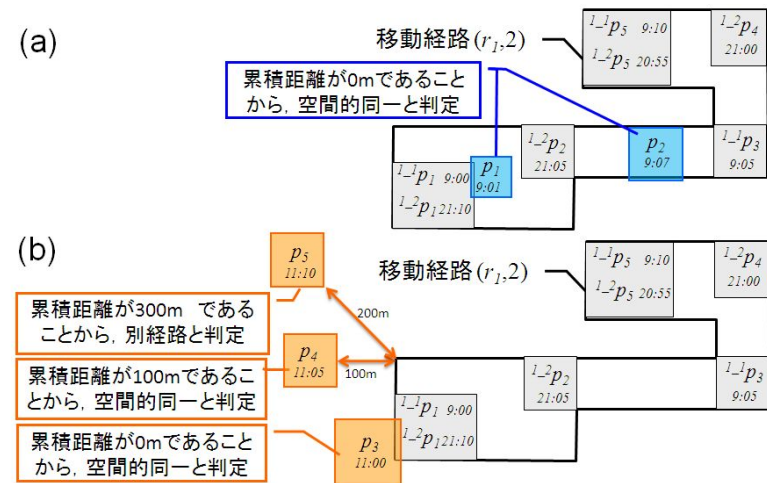 (a)
移動経路(r₁,2)
¹_¹p₅ 9:10
¹_²p₅ 20:55
¹_²p₄
21:00
累積距離が0mであること
から，空間的同一と判定
¹_¹p₁ 9:00
¹_²p₁ 21:10
p₁
9:01
¹_²p₂
21:05
p₂
9:07
¹_¹p₃
9:05
(b)
p₅
11:10
移動経路(r₁,2)
¹_¹p₅ 9:10
¹_²p₅ 20:55
¹_²p₄
21:00
累積距離が300m であ
ることから，別経路と判定
200m
p₄
11:05
100m
累積距離が100mであるこ
とから，空間的同一と判定
¹_²p₂
21:05
¹_¹p₃
9:05
¹_¹p₁ 9:00
¹_²p₁ 21:10
累積距離が0mであること
から，空間的同一と判定
p₃
11:00